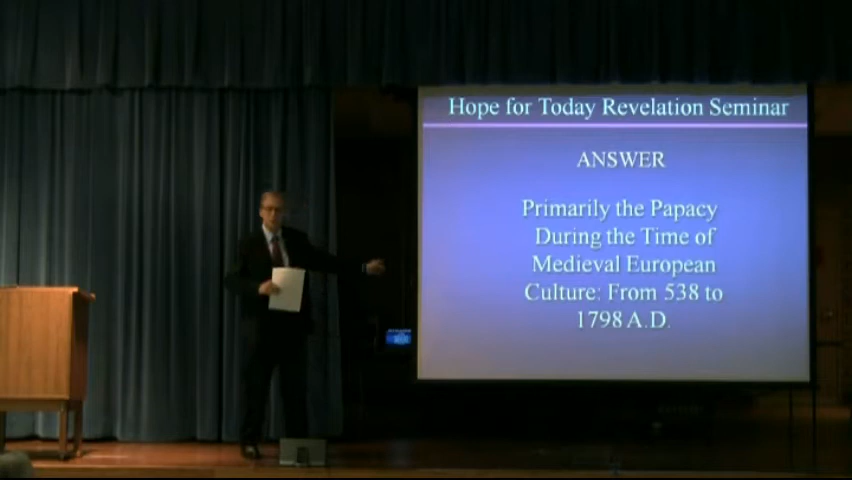 Hope for Today Revelation Seminar
ANSWER
Primarily the Papacy
During the Time of
Medieval European
Culture: From 538 to
1798 A.D.